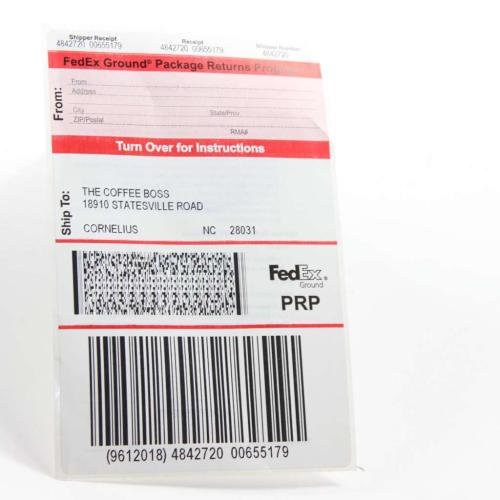 Shipper Receipt
4842720 00655179
Receipt
4842720 00655179
Shipper Number
4842720
FedEx Ground® Package Returns
From:
From
Address
City State/Prov.
ZIP/Postal
RMA#
Turn Over for Instructions
Ship To:
THE COFFEE BOSS
18910 STATESVILLE ROAD
CORNELIUS NC 28031
FedEx®
Ground
PRP
(9612018) 4842720 00655179